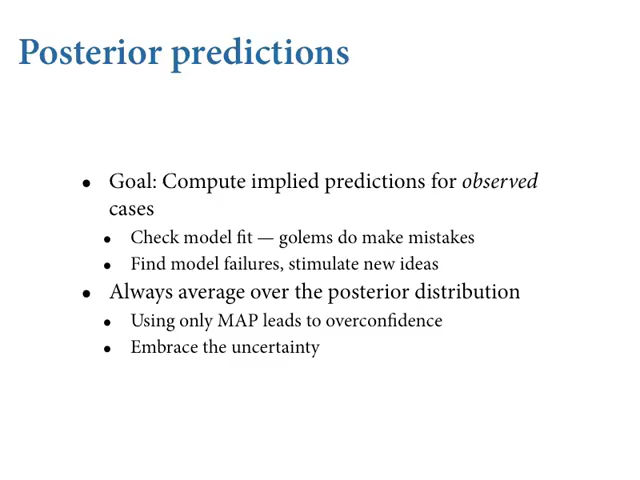 Posterior predictions
• Goal: Compute implied predictions for observed
cases
• Check model fit — golems do make mistakes
• Find model failures, stimulate new ideas
• Always average over the posterior distribution
• Using only MAP leads to overconfidence
• Embrace the uncertainty